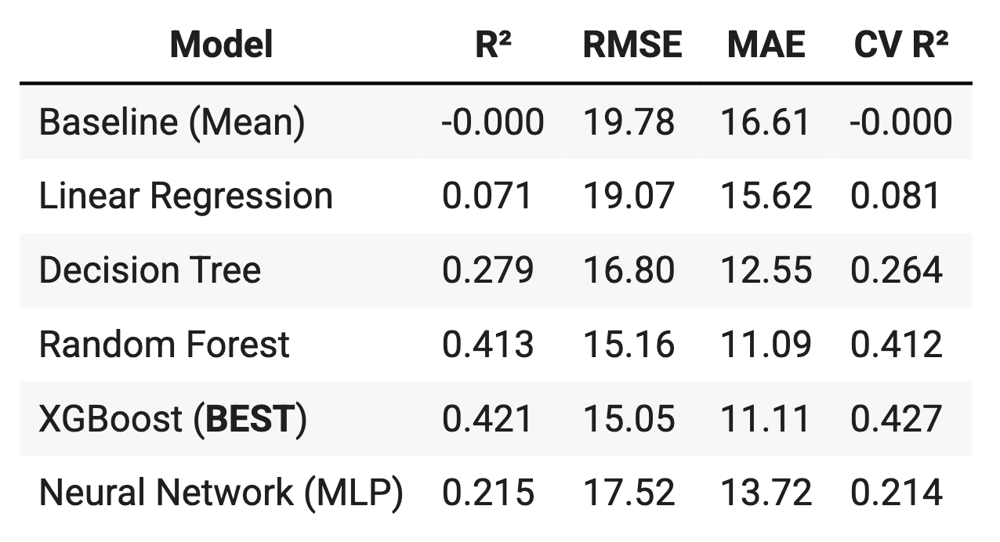 Model R² RMSE MAE CV R²
Baseline (Mean) -0.000 19.78 16.61 -0.000
Linear Regression 0.071 19.07 15.62 0.081
Decision Tree 0.279 16.80 12.55 0.264
Random Forest 0.413 15.16 11.09 0.412
XGBoost (BEST) 0.421 15.05 11.11 0.427
Neural Network (MLP) 0.215 17.52 13.72 0.214